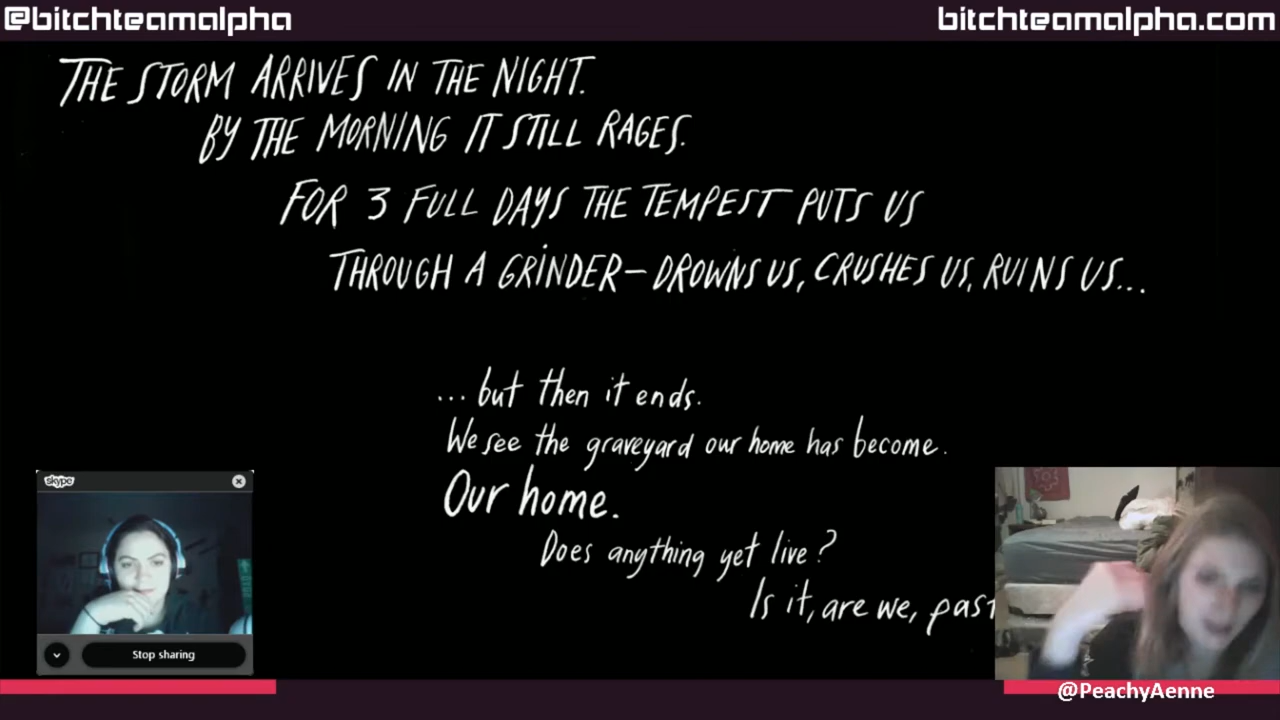 @bitchteamalpha
bitchteamalpha.com
THE STORM ARRIVES IN THE NIGHT.
BY THE MORNING IT STILL RAGES.
FOR 3 FULL DAYS THE TEMPEST PUTS US
THROUGH A GRINDER—DROWNS US, CRUSHES US, RUINS US...
... but then it ends.
We see the graveyard our home has become.
Our home.
Does anything yet live?
Is it, are we, past
skype
Stop sharing
@PeachyAenne